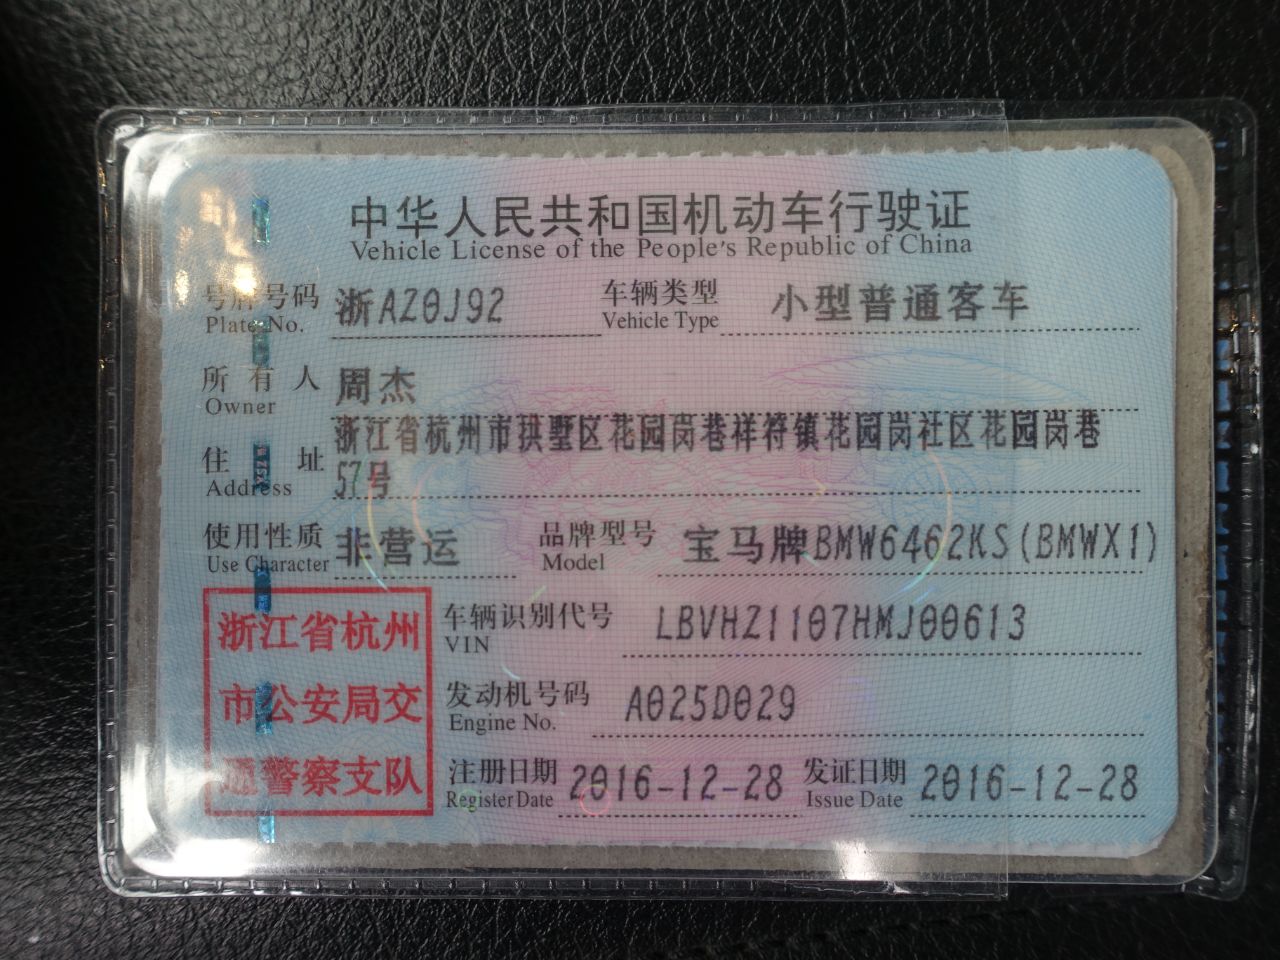 中华人民共和国机动车行驶证
Vehicle License of the People's Republic of China
号牌号码 浙AZ0J92 车辆类型 小型普通客车
Plate No. Vehicle Type
所有人 周杰
Owner
浙江省杭州市拱墅区花园岗巷祥符镇花园岗社区花园岗巷
住址 57号
Address
使用性质 非营运 品牌型号 宝马牌BMW6462KS(BMWX1)
Use Character Model
浙江省杭州 车辆识别代号 LBVHZ1107HMJ00613
VIN
市公安局交 发动机号码 A025D029
Engine No.
通警察支队 注册日期 2016-12-28 发证日期 2016-12-28
Register Date Issue Date